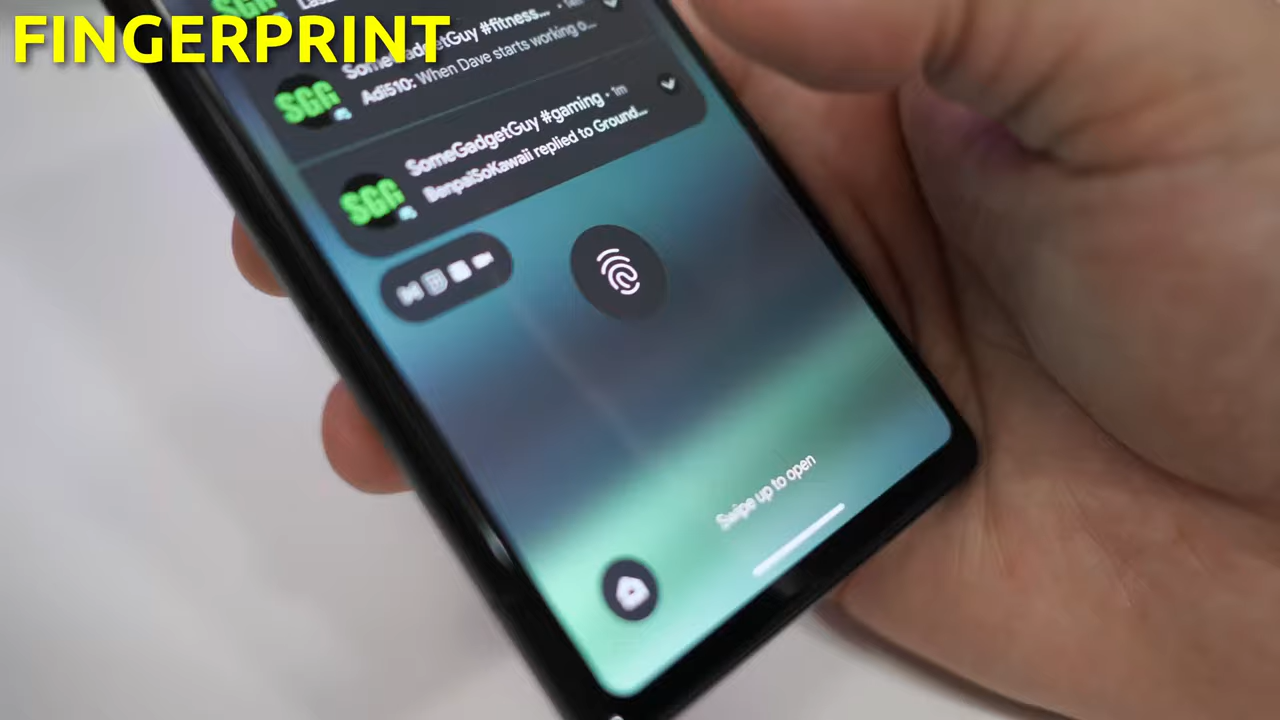 FINGERPRINT
SGG
SomeGadgetGuy #fitness...
Adi510: When Dave starts working o...
SGG
SomeGadgetGuy #gaming • 1m
BenpaiSoKawaii replied to Ground...
SGG
Swipe up to open